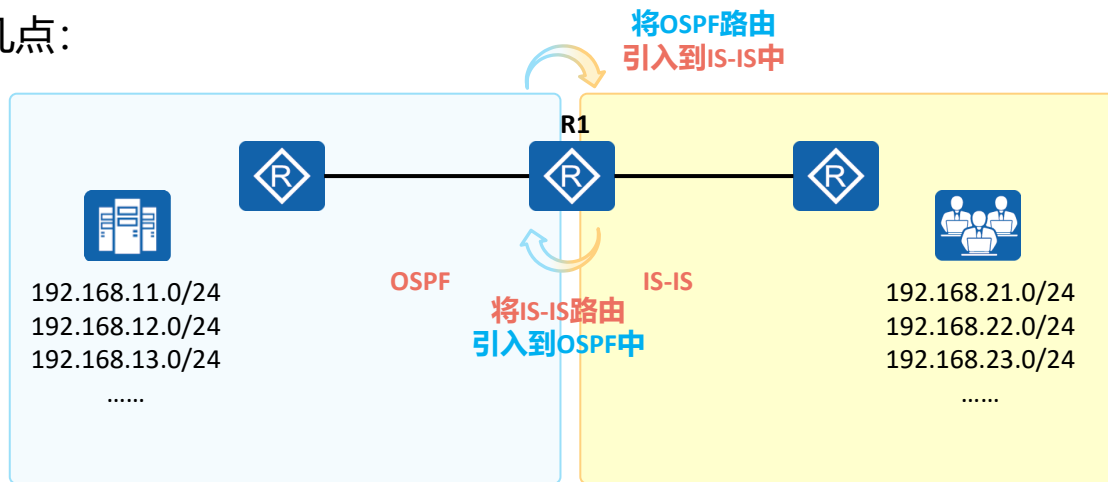 点：
将OSPF路由
引入到IS-IS中
R1
R
R
R
192.168.11.0/24
192.168.12.0/24
192.168.13.0/24
……
OSPF
IS-IS
将IS-IS路由
引入到OSPF中
192.168.21.0/24
192.168.22.0/24
192.168.23.0/24
……